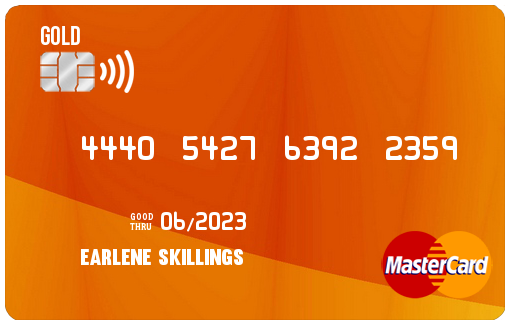 GOLD
4440 5427 6392 2359
GOOD
THRU 06/2023
EARLENE SKILLINGS
MasterCard